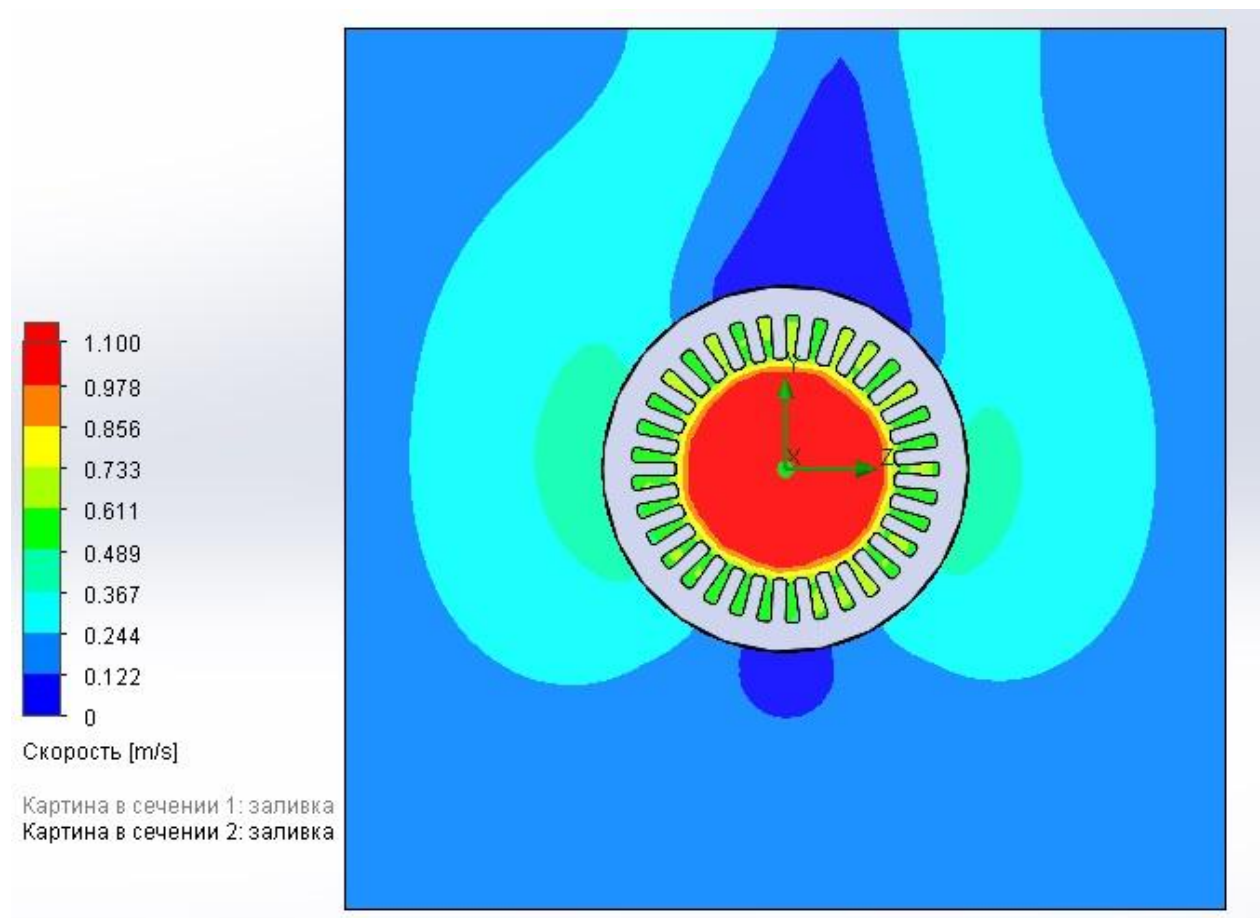 1.100
0.978
0.856
0.733
0.611
0.489
0.367
0.244
0.122
0
Скорость [m/s]
Картина в сечении 1: заливка
Картина в сечении 2: заливка
Y
X
Z